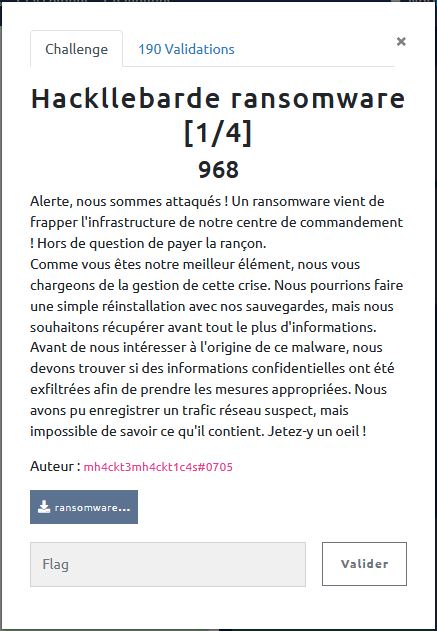 Challenge
190 Validations
×
Hackllebarde ransomware
[1/4]
968
Alerte, nous sommes attaqués ! Un ransomware vient de
frapper l'infrastructure de notre centre de commandement
! Hors de question de payer la rançon.
Comme vous êtes notre meilleur élément, nous vous
chargeons de la gestion de cette crise. Nous pourrions faire
une simple réinstallation avec nos sauvegardes, mais nous
souhaitons récupérer avant tout le plus d'informations.
Avant de nous intéresser à l'origine de ce malware, nous
devons trouver si des informations confidentielles ont été
exfiltrées afin de prendre les mesures appropriées. Nous
avons pu enregistrer un trafic réseau suspect, mais
impossible de savoir ce qu'il contient. Jetez-y un oeil !
Auteur : mh4ckt3mh4ckt1c4s#0705
ransomware...
Flag
Valider